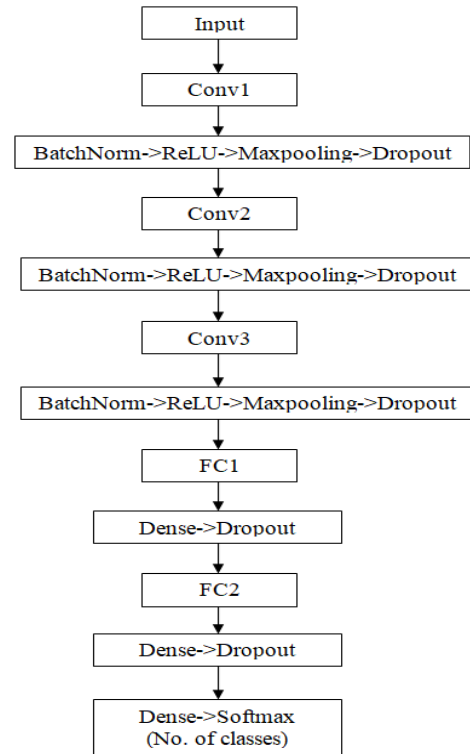 Input
Conv1
BatchNorm->ReLU->Maxpooling->Dropout
Conv2
BatchNorm->ReLU->Maxpooling->Dropout
Conv3
BatchNorm->ReLU->Maxpooling->Dropout
FC1
Dense->Dropout
FC2
Dense->Dropout
Dense->Softmax
(No. of classes)